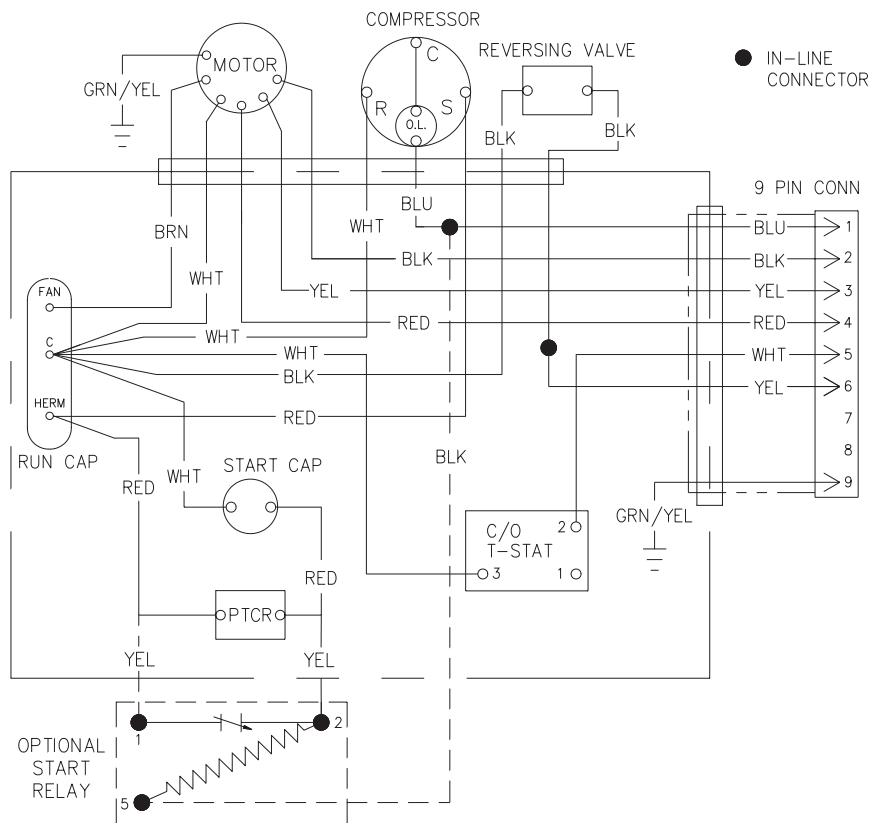 COMPRESSOR
REVERSING VALVE
IN-LINE
CONNECTOR
MOTOR
C
R
S
O.L.
GRN/YEL
BLK
BLK
9 PIN CONN
BLU
BRN
WHT
BLU
1
BLK
BLK
2
WHT
FAN
YEL
YEL
3
RED
RED
4
WHT
C
WHT
WHT
5
BLK
YEL
6
HERM
RED
7
8
RUN CAP
START CAP
BLK
WHT
RED
9
GRN/YEL
C/O
T-STAT
2
3
1
RED
PTCR
YEL
YEL
1
2
OPTIONAL
START
RELAY
5